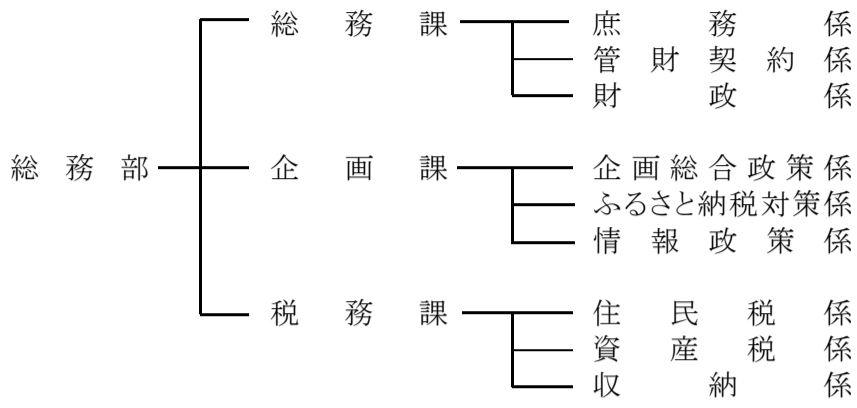 総務課 庶務係
管財契約係
財政係
総務部 企画課 企画総合政策係
ふるさと納税対策係
情報政策係
税務課 住民税係
資産税係
収納係